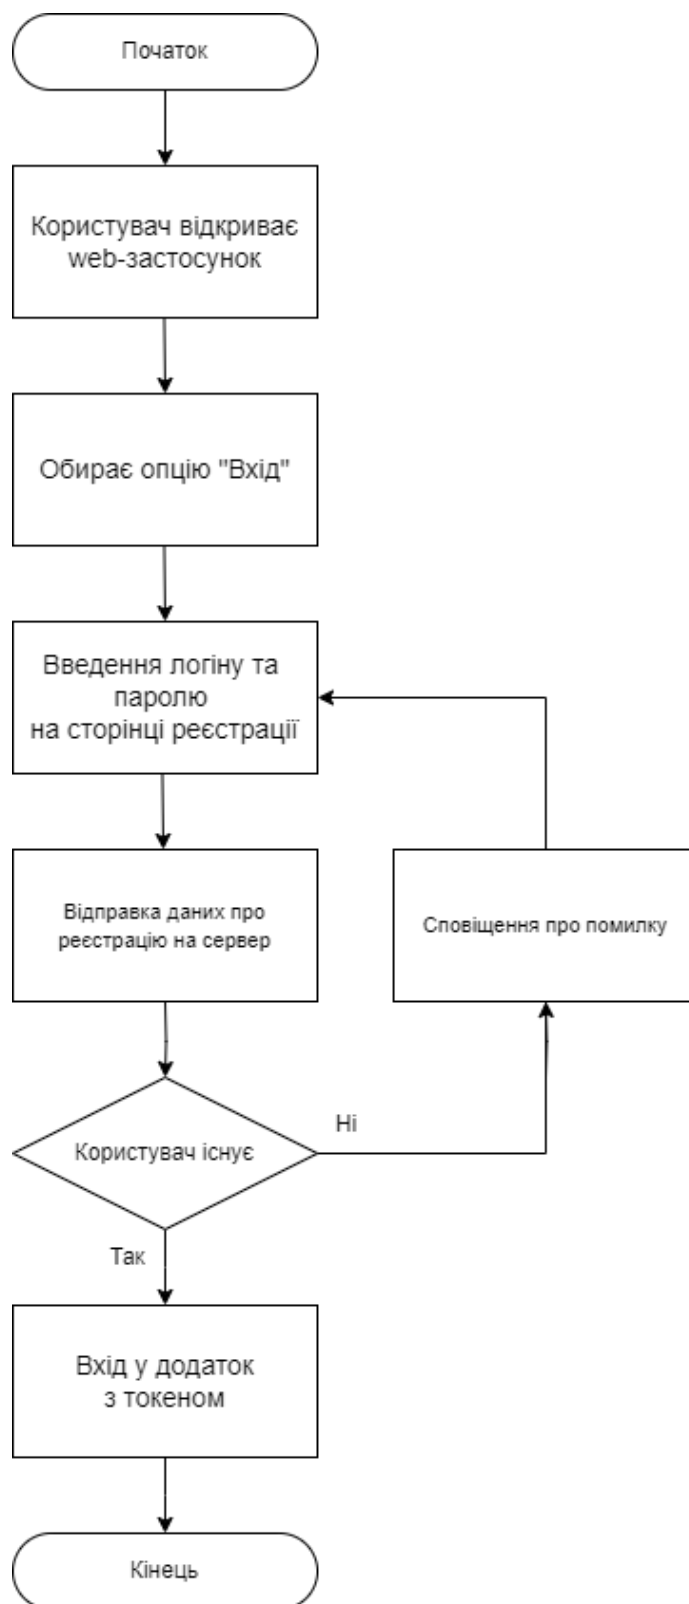 Початок
Користувач відкриває
web-застосунок
Обирає опцію "Вхід"
Введення логіну та
паролю
на сторінці реєстрації
Відправка даних про
реєстрацію на сервер
Сповіщення про помилку
Користувач існує
Ні
Так
Вхід у додаток
з токеном
Кінець